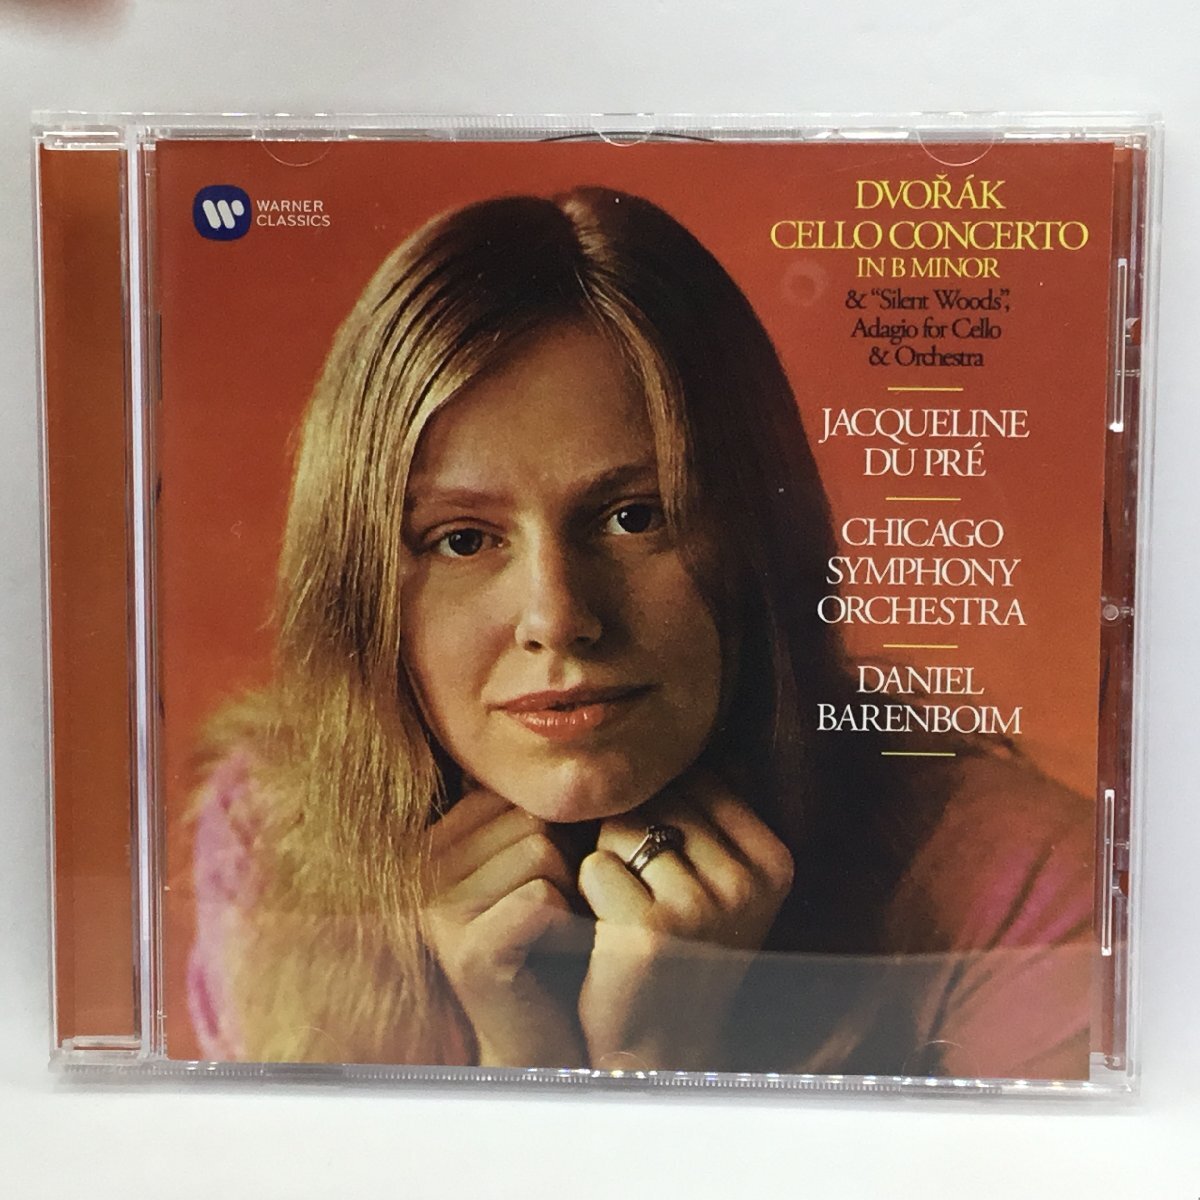 WARNER
CLASSICS
DVOŘÁK
CELLO CONCERTO
IN B MINOR
& "Silent Woods",
Adagio for Cello
& Orchestra
JACQUELINE
DU PRÉ
CHICAGO
SYMPHONY
ORCHESTRA
DANIEL
BARENBOIM